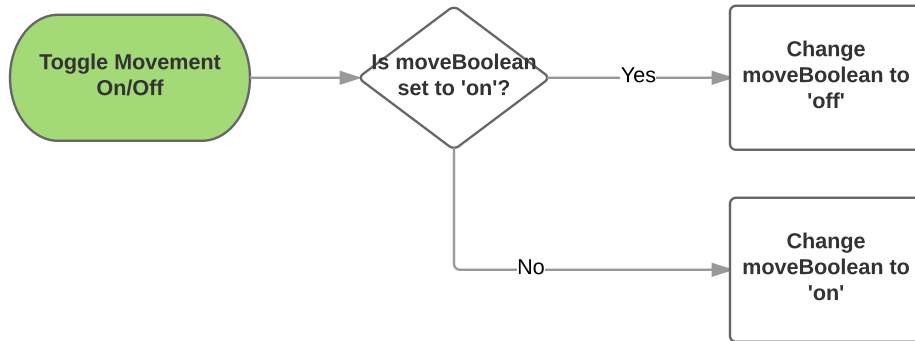 Toggle Movement
On/Off
Is moveBoolean
set to 'on'?
Yes
Change
moveBoolean to
'off'
No
Change
moveBoolean to
'on'